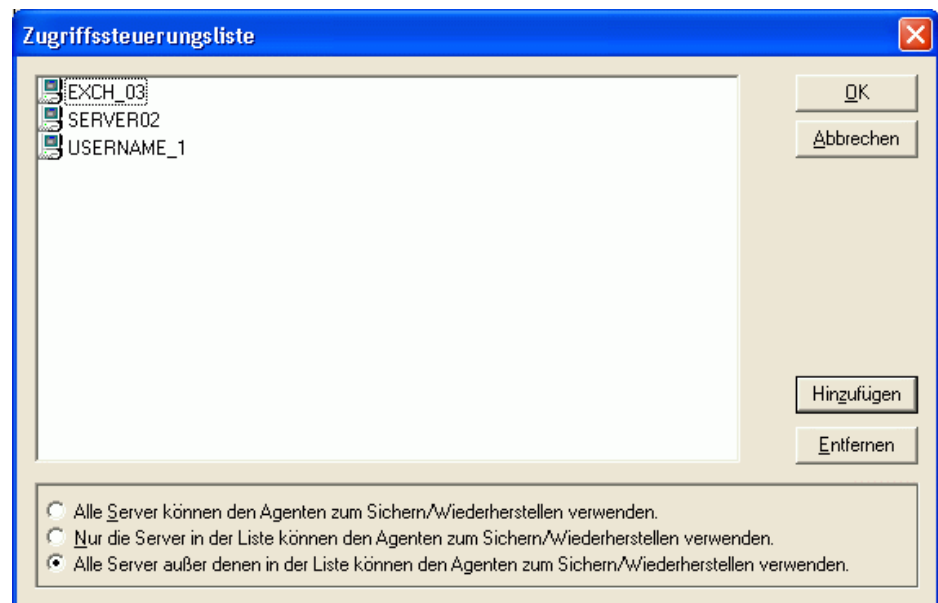 Zugriffssteuerungsliste
EXCH_03
SERVER02
USERNAME_1
OK
Abbrechen
Hinzufügen
Entfernen
Alle Server können den Agenten zum Sichern/Wiederherstellen verwenden.
Nur die Server in der Liste können den Agenten zum Sichern/Wiederherstellen verwenden.
Alle Server außer denen in der Liste können den Agenten zum Sichern/Wiederherstellen verwenden.